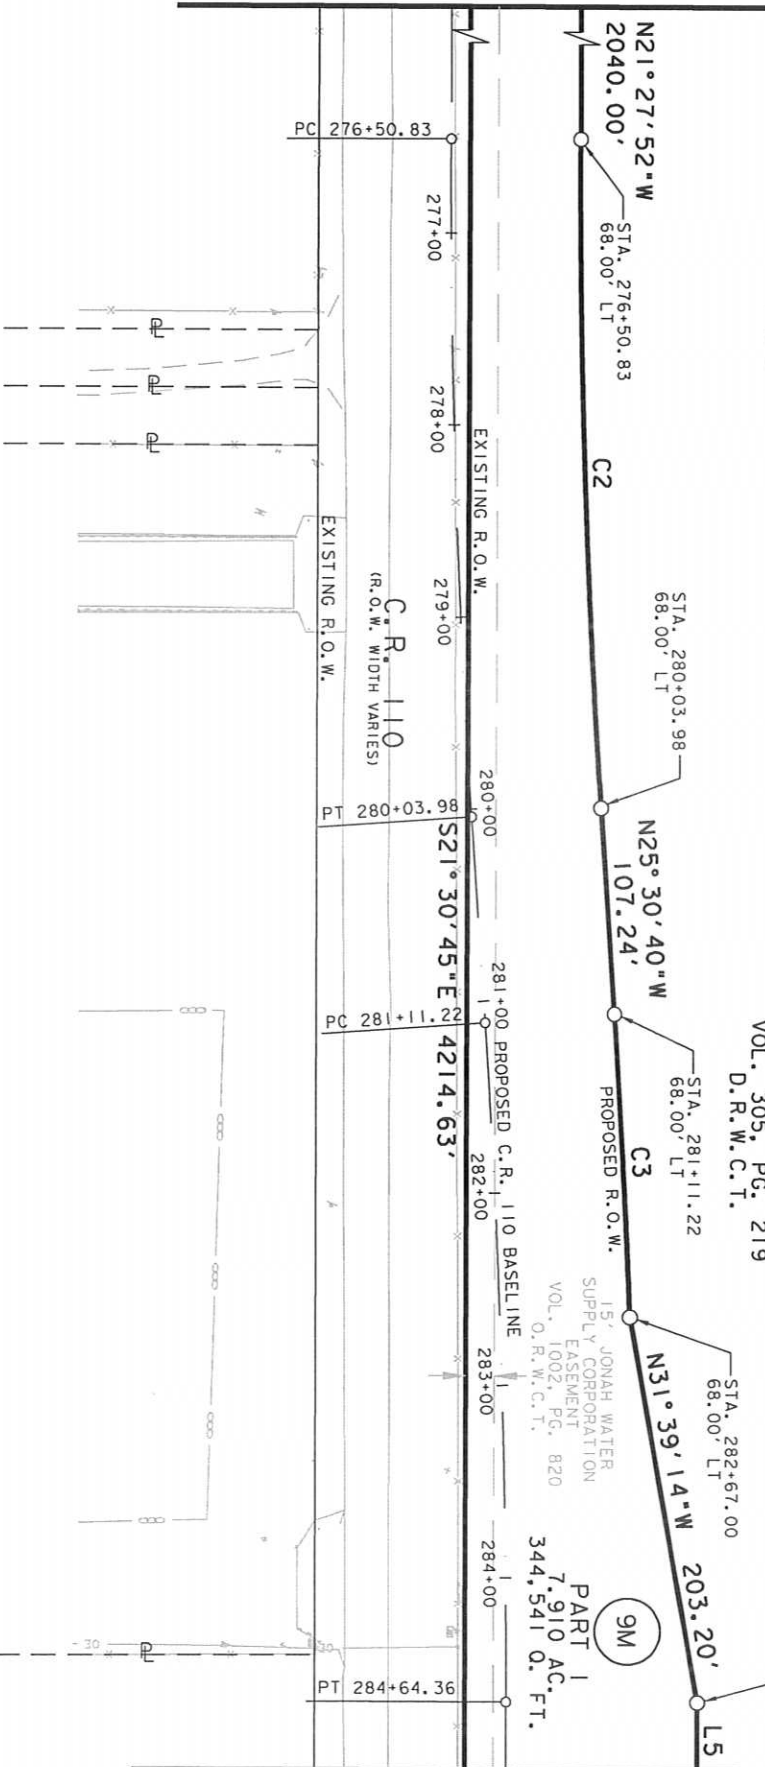 N21°27'52"W
2040.00'
STA. 276+50.83
68.00' LT
PC 276+50.83
277+00
278+00
279+00
280+00
281+00
282+00
283+00
284+00
C2
EXISTING R.O.W.
EXISTING R.O.W.
C.R. 110
(R.O.W. WIDTH VARIES)
STA. 280+03.98
68.00' LT
PT 280+03.98
N25°30'40"W
107.24'
S21°30'45"E 4214.63'
PC 281+11.22
PROPOSED C.R. 110 BASELINE
STA. 281+11.22
68.00' LT
VOL. 305, PG. 219
D.R.W.C.T.
C3
PROPOSED R.O.W.
15' JONAH WATER
SUPPLY CORPORATION
EASEMENT
VOL. 1002, PG. 820
O.R.W.C.T.
STA. 282+67.00
68.00' LT
N31°39'14"W 203.20'
9M
PART 1
7.910 AC.
344,541 Q. FT.
PT 284+64.36
L5
PL
PL
PL
PL